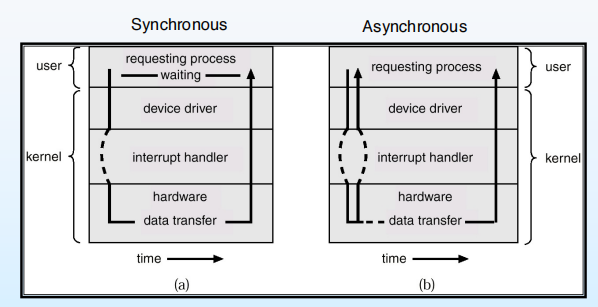 Synchronous
Asynchronous
user
requesting process
waiting
device driver
kernel
interrupt handler
hardware
data transfer
time
(a)
requesting process
user
device driver
interrupt handler
kernel
hardware
data transfer
time
(b)